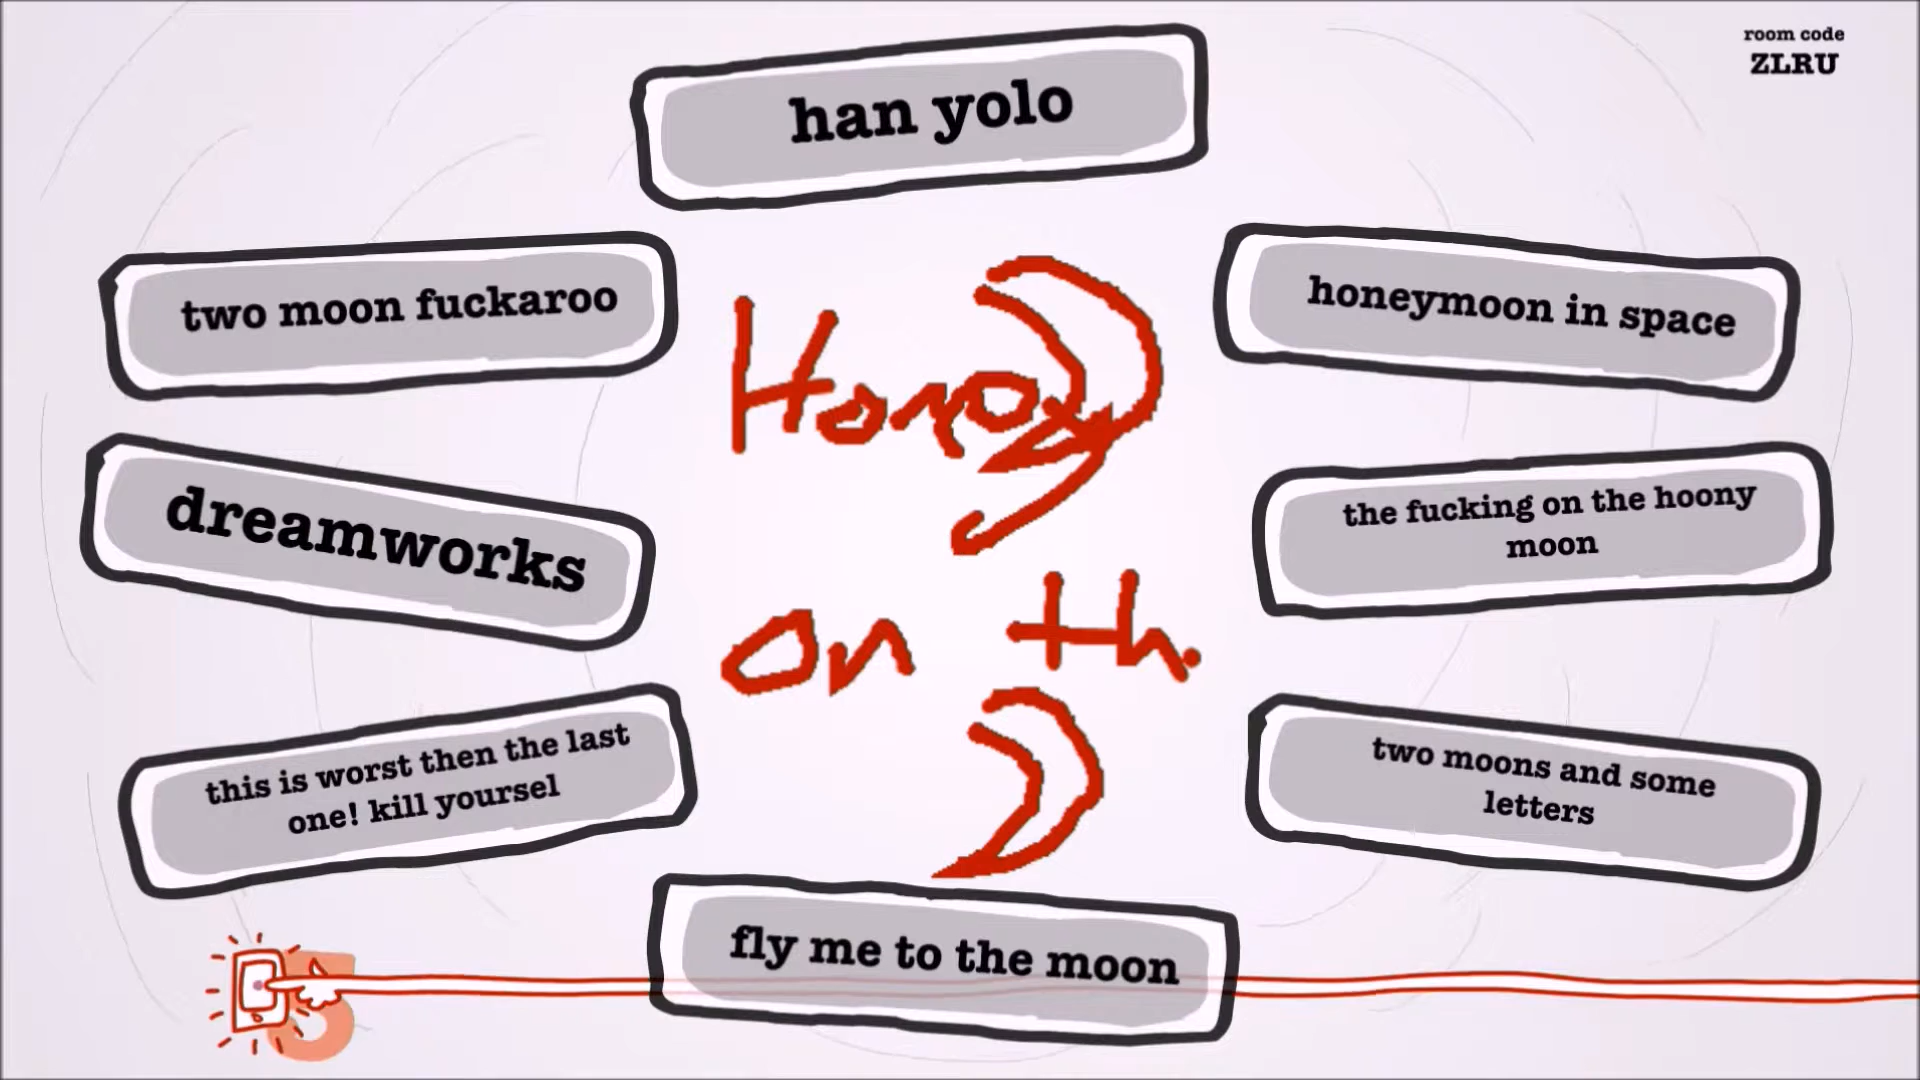 room code
ZLRU
han yolo
two moon fuckaroo
honeymoon in space
Honey
dreamworks
the fucking on the hoony
moon
on th
this is worst then the last
one! kill yoursel
two moons and some
letters
fly me to the moon